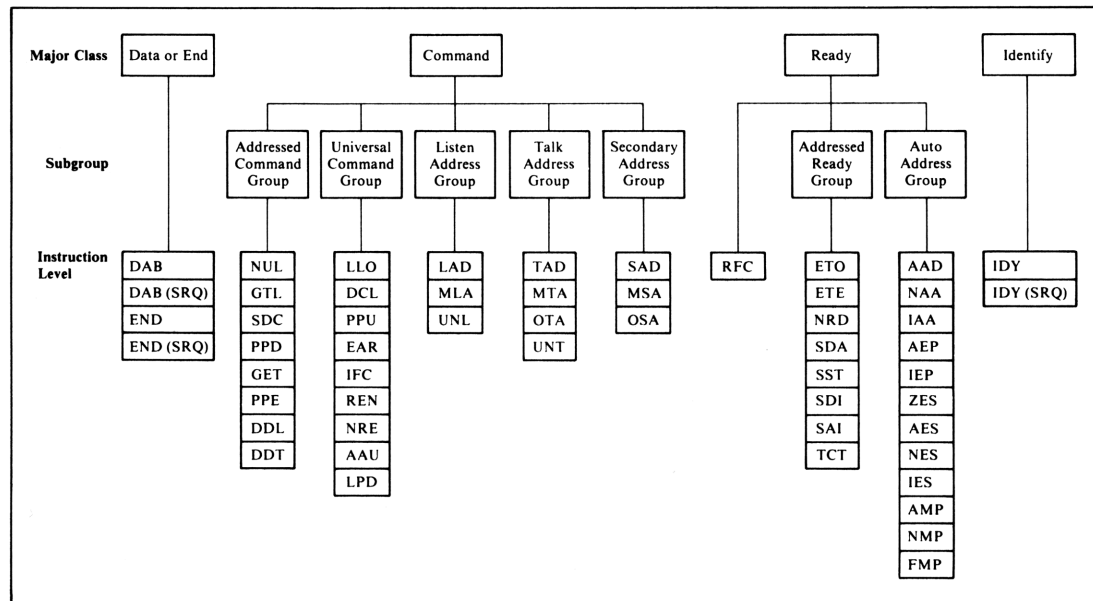 Major Class
Data or End
Command
Ready
Identify
Subgroup
Addressed
Command
Group
Universal
Command
Group
Listen
Address
Group
Talk
Address
Group
Secondary
Address
Group
Addressed
Ready
Group
Auto
Address
Group
Instruction
Level
DAB
DAB (SRQ)
END
END (SRQ)
NUL
GTL
SDC
PPD
GET
PPE
DDL
DDT
LLO
DCL
PPU
EAR
IFC
REN
NRE
AAU
LPD
LAD
MLA
UNL
TAD
MTA
OTA
UNT
SAD
MSA
OSA
RFC
ETO
ETE
NRD
SDA
SST
SDI
SAI
TCT
AAD
NAA
IAA
AEP
IEP
ZES
AES
NES
IES
AMP
NMP
FMP
IDY
IDY (SRQ)